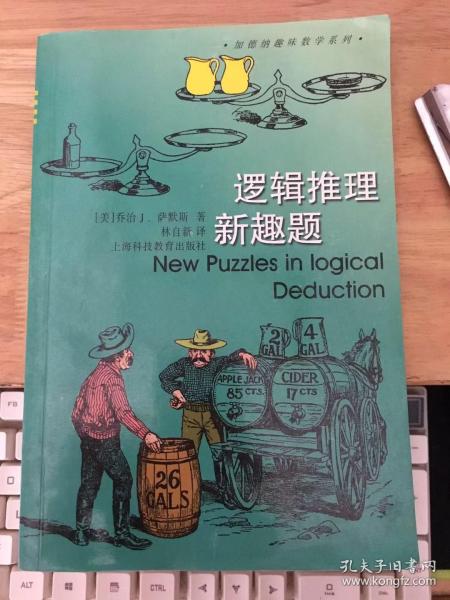 ·加德纳趣味数学系列·
逻辑推理
新趣题
[美]乔治 J. 萨默斯 著
林自新 译
上海科技教育出版社
New Puzzles in logical
Deduction
2
GAL
4
GAL
APPLE JACK
85 CTS.
CIDER
17 CTS
26
GALS
FB
ALT
ALT
孔夫子旧书网
www.kongfz.com